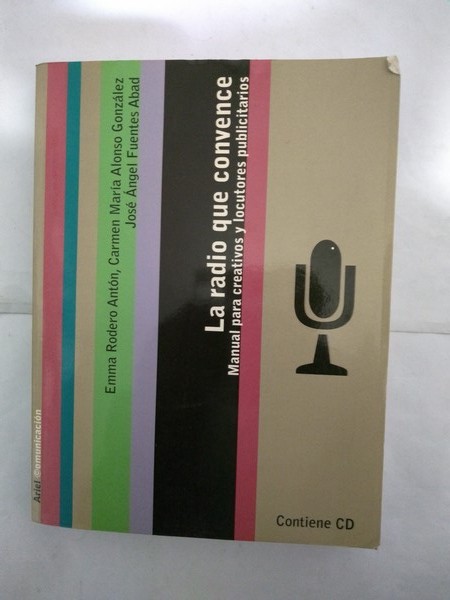 Emma Rodero Antón, Carmen María Alonso González
José Ángel Fuentes Abad
La radio que convence
Manual para creativos y locutores publicitarios
Ariel Comunicación
Contiene CD